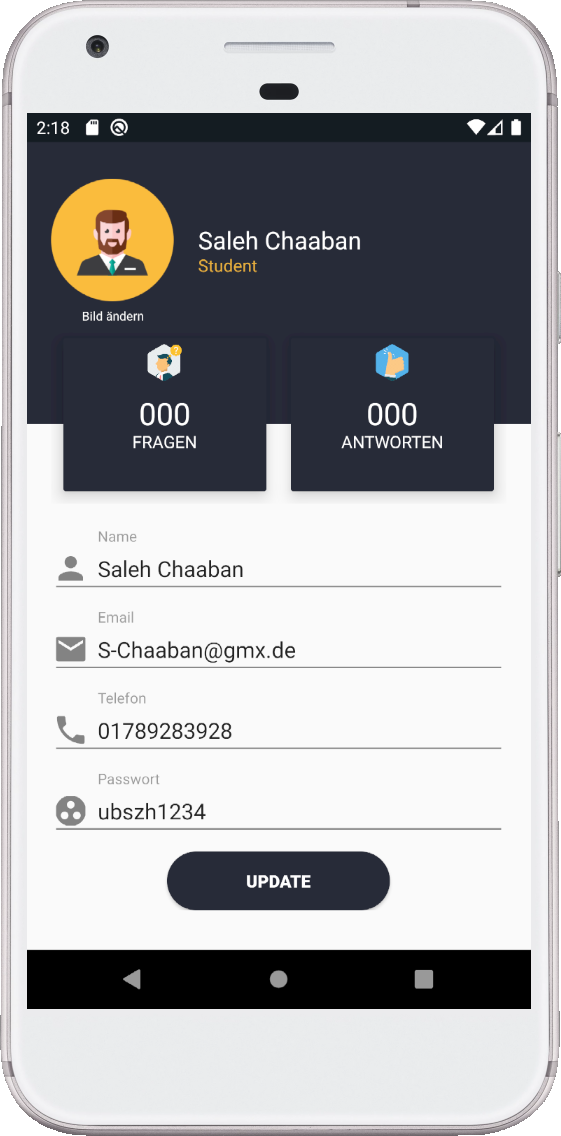 2:18
Saleh Chaaban
Student
Bild ändern
000
FRAGEN
000
ANTWORTEN
Name
Saleh Chaaban
Email
S-Chaaban@gmx.de
Telefon
01789283928
Passwort
ubszh1234
UPDATE